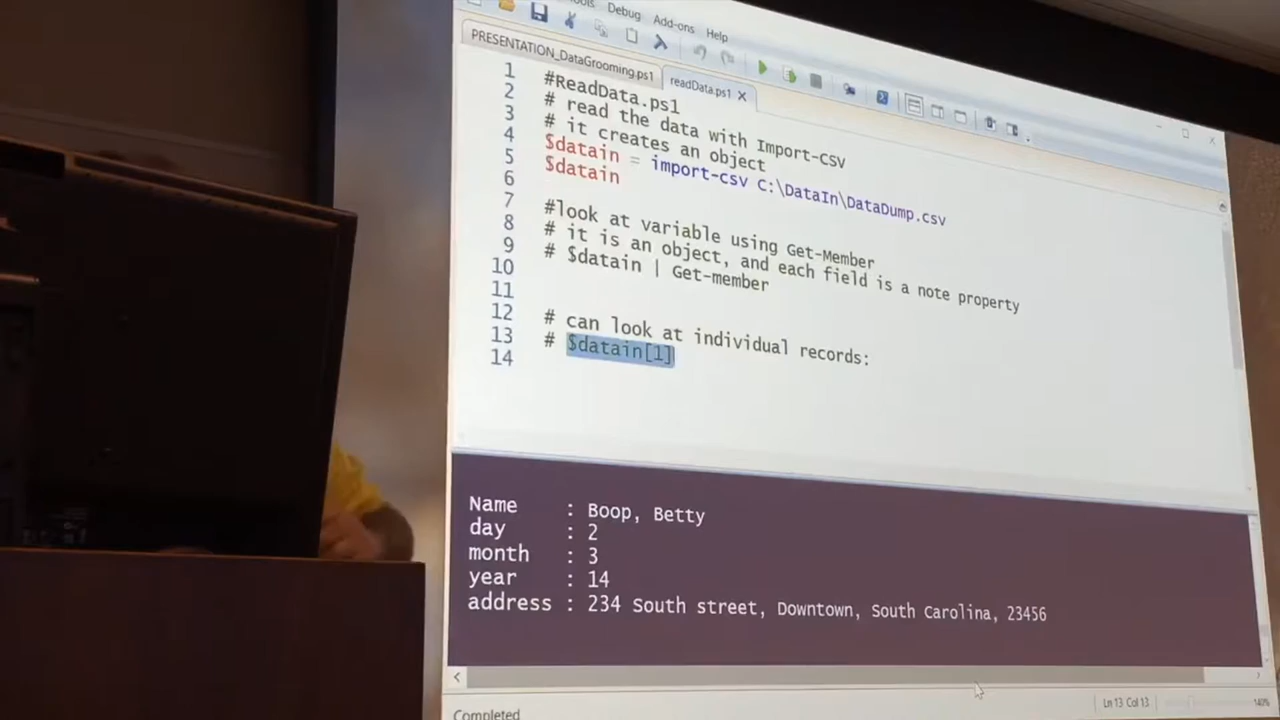 Tools Debug Add-ons Help
PRESENTATION_DataGrooming.ps1 readData.ps1 X
1 #ReadData.ps1
2 # read the data with Import-CSV
3 # it creates an object
4 $datain = import-csv C:\DataIn\DataDump.csv
5 $datain
6
7 #look at variable using Get-Member
8 # it is an object, and each field is a note property
9 # $datain | Get-member
10
11
12 # can look at individual records:
13 # $datain[1]
14
Name : Boop, Betty
day : 2
month : 3
year : 14
address : 234 South street, Downtown, South Carolina, 23456
Completed Ln 13 Col 13 140%